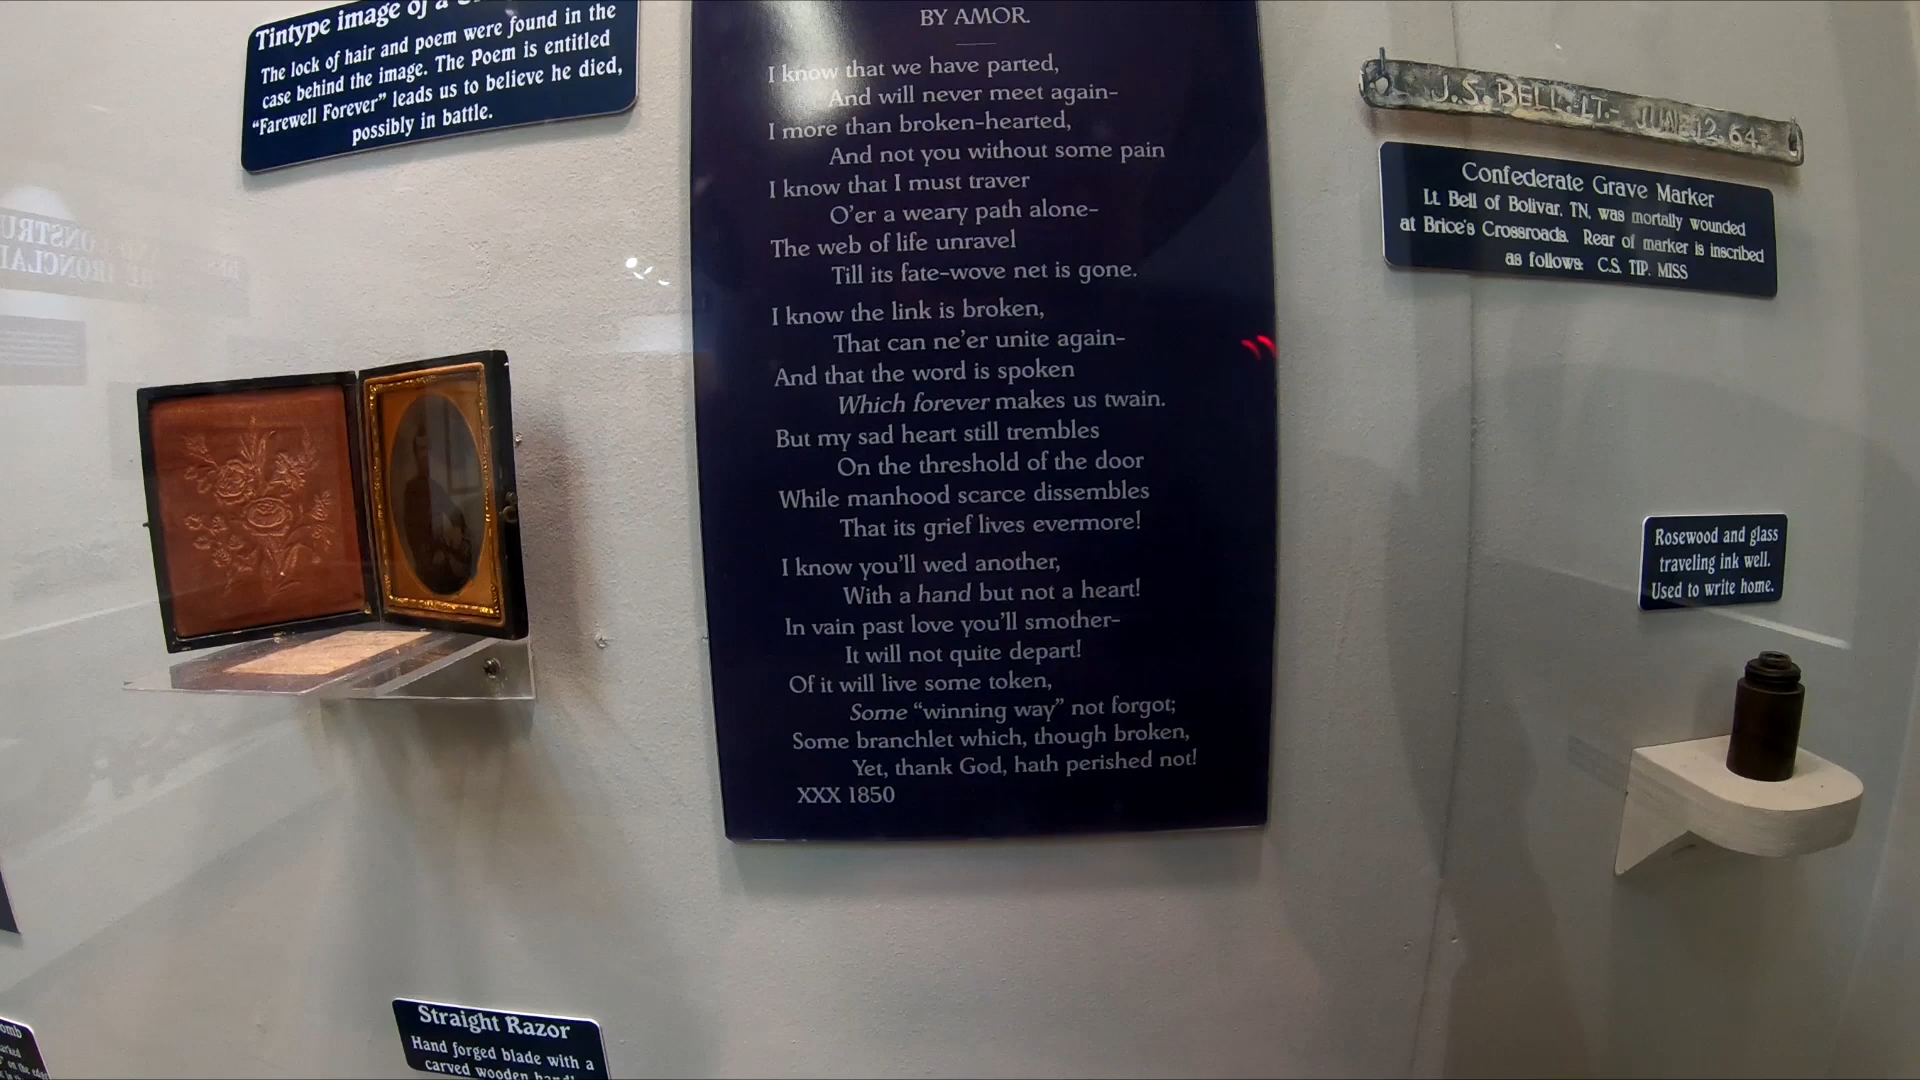 Tintype image of a
The lock of hair and poem were found in the
case behind the image. The Poem is entitled
“Farewell Forever” leads us to believe he died,
possibly in battle.
BY AMOR.
I know that we have parted,
And will never meet again-
I more than broken-hearted,
And not you without some pain
I know that I must traver
O’er a weary path alone-
The web of life unravel
Till its fate-wove net is gone.
I know the link is broken,
That can ne’er unite again-
And that the word is spoken
Which forever makes us twain.
But my sad heart still trembles
On the threshold of the door
While manhood scarce dissembles
That its grief lives evermore!
I know you’ll wed another,
With a hand but not a heart!
In vain past love you’ll smother-
It will not quite depart!
Of it will live some token,
Some “winning way” not forgot;
Some branchlet which, though broken,
Yet, thank God, hath perished not!
XXX 1850
J.S. BELL.LT- JUN 12.64
Confederate Grave Marker
Lt. Bell of Bolivar, TN, was mortally wounded
at Brice's Crossroads. Rear of marker is inscribed
as follows: C.S. TIP. MISS
Rosewood and glass
traveling ink well.
Used to write home.
Straight Razor
Hand forged blade with a
carved wooden